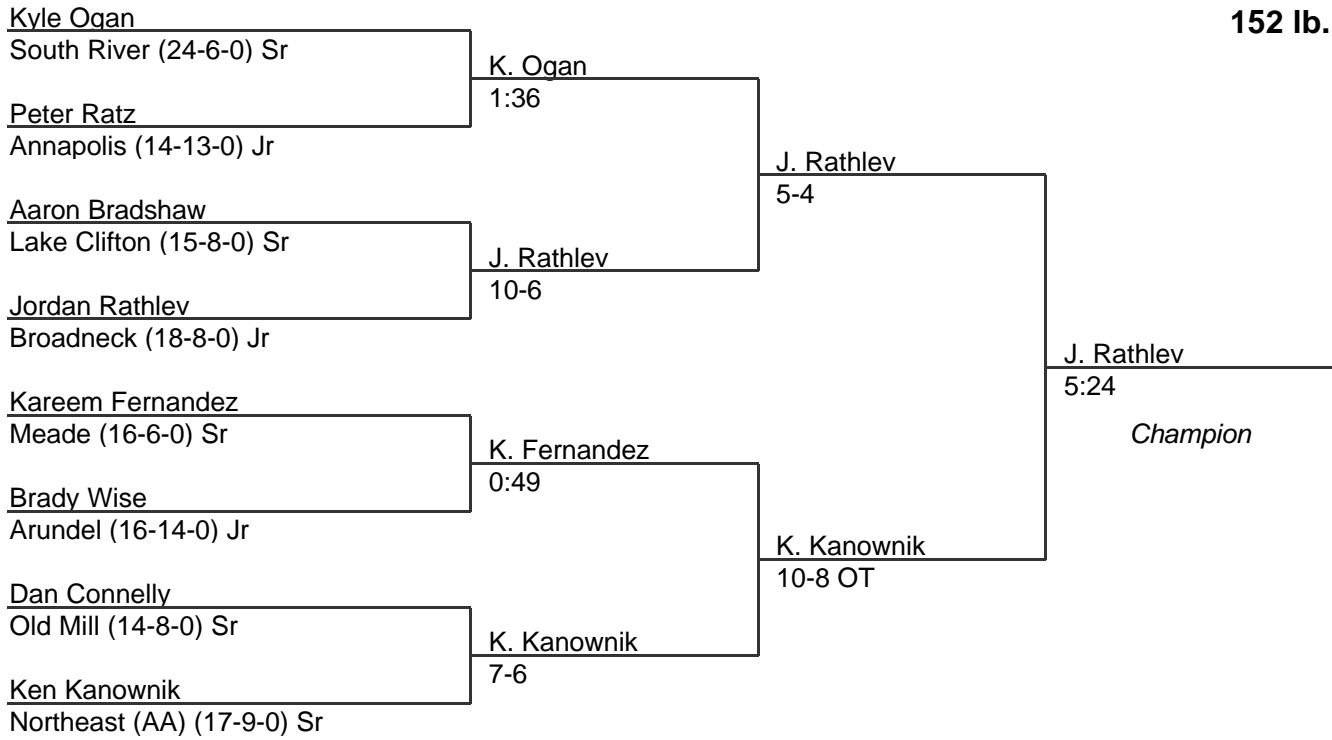 152 lb.
Kyle Ogan
South River (24-6-0) Sr
K. Ogan
1:36
Peter Ratz
Annapolis (14-13-0) Jr
J. Rathlev
5-4
Aaron Bradshaw
Lake Clifton (15-8-0) Sr
J. Rathlev
10-6
Jordan Rathlev
Broadneck (18-8-0) Jr
J. Rathlev
5:24
Champion
Kareem Fernandez
Meade (16-6-0) Sr
K. Fernandez
0:49
Brady Wise
Arundel (16-14-0) Jr
K. Kanownik
10-8 OT
Dan Connelly
Old Mill (14-8-0) Sr
K. Kanownik
7-6
Ken Kanownik
Northeast (AA) (17-9-0) Sr